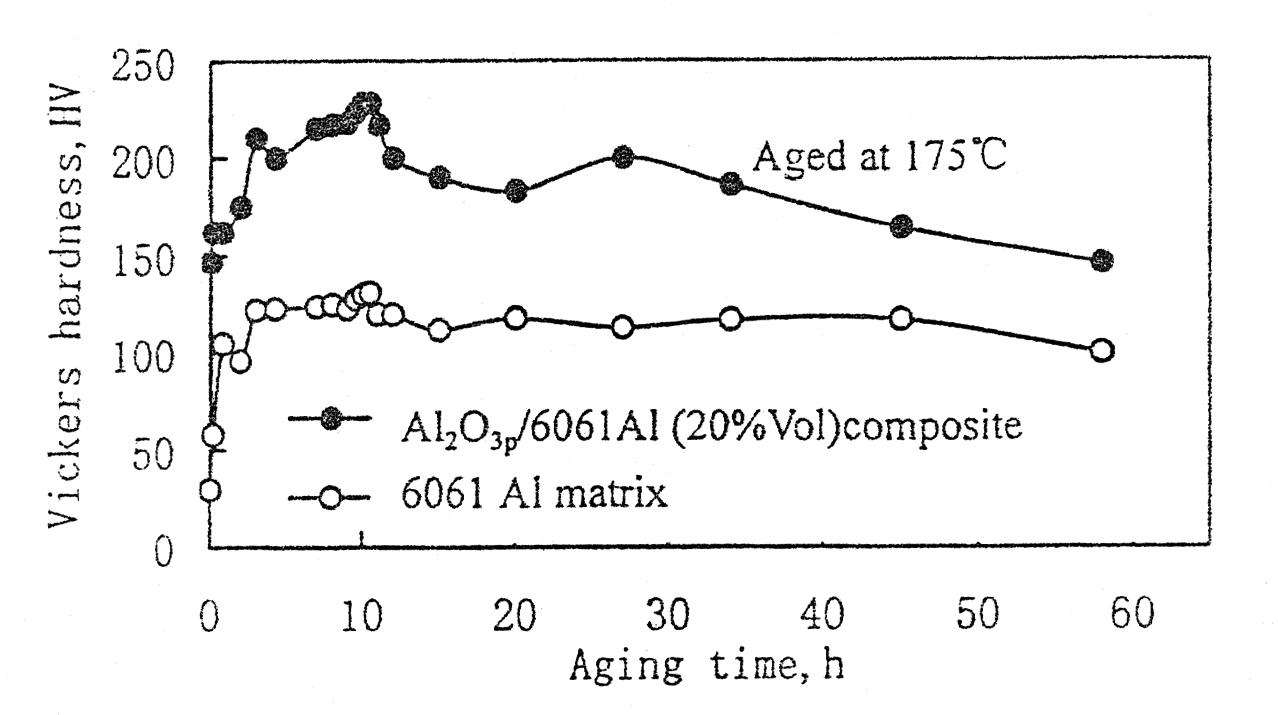 Vickers hardness, HV
250
200
150
100
50
0
Aged at 175℃
Al₂O₃ₚ/6061Al (20%Vol)composite
6061 Al matrix
0 10 20 30 40 50 60
Aging time, h